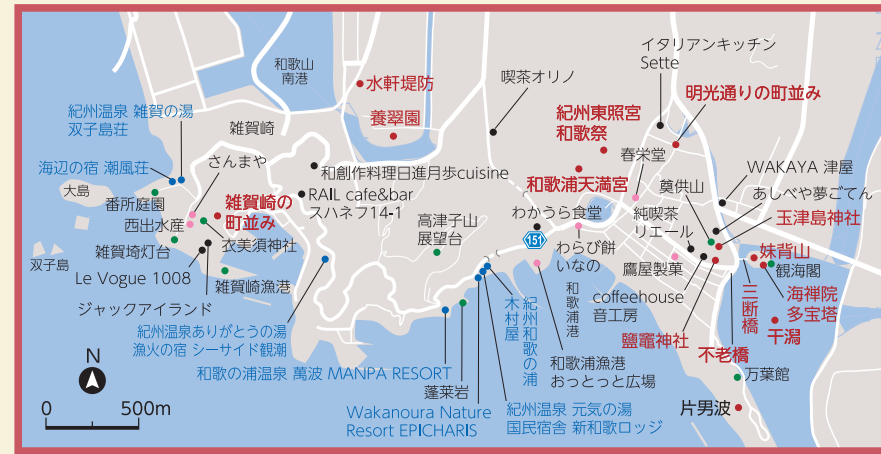 イタリアンキッチン
Sette
和歌山
南港
水軒堤防
喫茶オリノ
明光通りの町並み
紀州温泉 雑賀の湯
双子島荘
雑賀崎
養翠園
紀州東照宮
和歌祭
春栄堂
海辺の宿 潮風荘
さんまや
和創作料理日進月歩cuisine
奠供山
WAKAYA 津屋
大島
番所庭園
雑賀崎の
町並み
RAIL cafe&bar
スハネフ14-1
和歌浦天満宮
あしべや夢ごてん
西出水産
高津子山
展望台
わかうら食堂
純喫茶
リエール
玉津島神社
衣美須神社
151
雑賀埼灯台
わらび餅
いなの
妹背山
観海閣
双子島
Le Vogue 1008
雑賀崎漁港
鷹屋製菓
ジャックアイランド
木村屋
紀州和歌の浦
和歌浦港
coffeehouse
音工房
三断橋
海禅院
多宝塔
紀州温泉ありがとうの湯
漁火の宿 シーサイド観潮
鹽竈神社
不老橋
干潟
N
和歌の浦温泉 萬波 MANPA RESORT
和歌浦漁港
おっとっと広場
万葉館
蓬莱岩
0 500m
Wakanoura Nature
Resort EPICHARIS
紀州温泉 元気の湯
国民宿舎 新和歌ロッジ
片男波